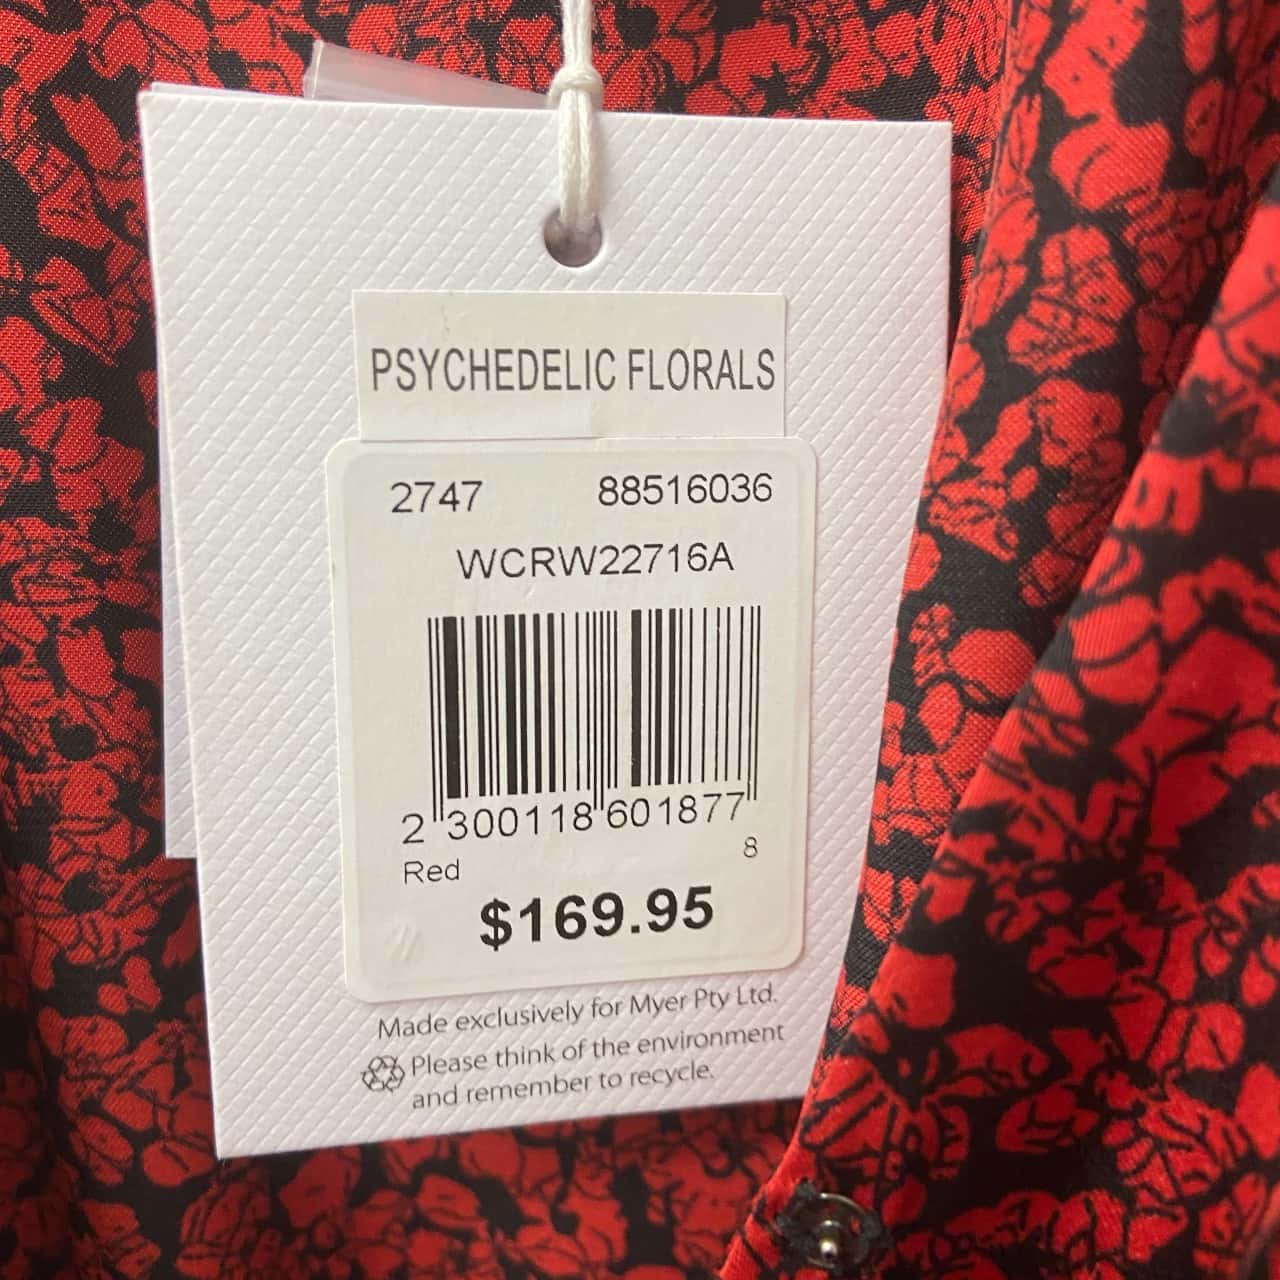 PSYCHEDELIC FLORALS
2747 88516036
WCRW22716A
2 300118 601877
Red 8
$169.95
Made exclusively for Myer Pty Ltd.
Please think of the environment
and remember to recycle.